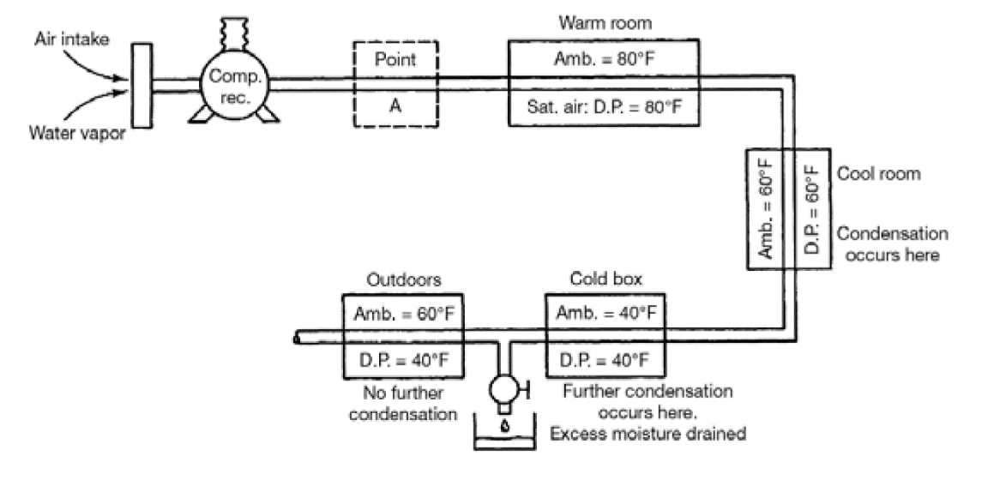 Air intake
Water vapor
Comp.
rec.
Point
A
Warm room
Amb. = 80°F
Sat. air: D.P. = 80°F
Amb. = 60°F
D.P. = 60°F
Cool room
Condensation
occurs here
Outdoors
Amb. = 60°F
D.P. = 40°F
No further
condensation
Cold box
Amb. = 40°F
D.P. = 40°F
Further condensation
occurs here.
Excess moisture drained